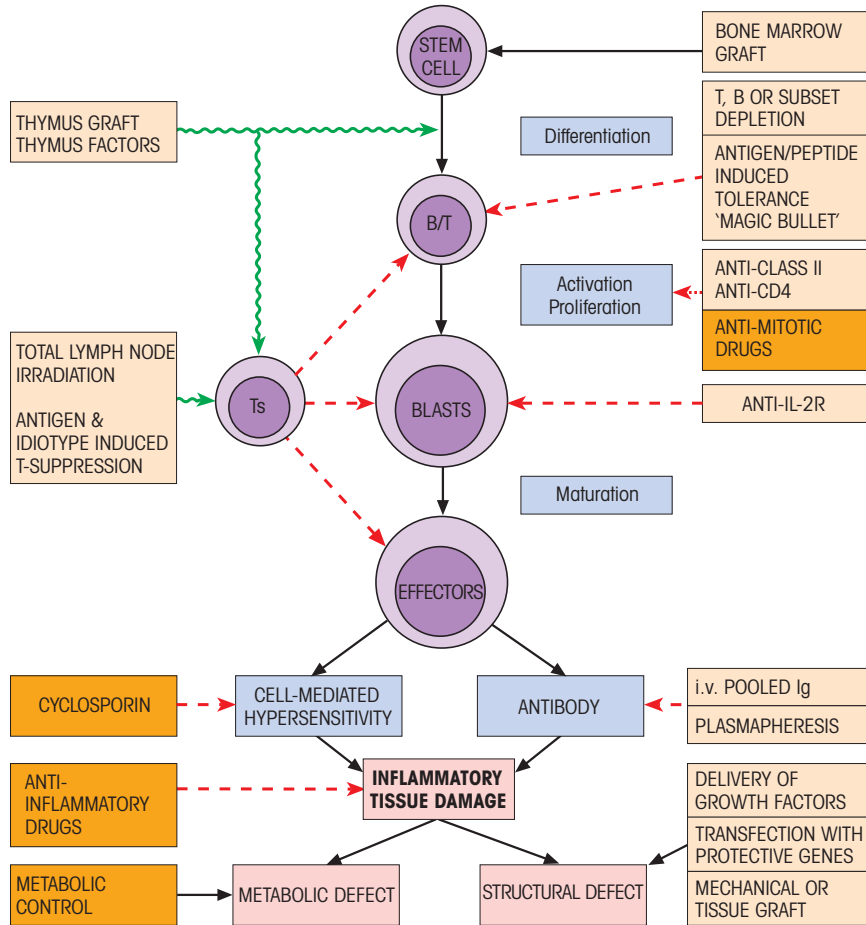 STEM
CELL
BONE MARROW
GRAFT
THYMUS GRAFT
THYMUS FACTORS
Differentiation
T, B OR SUBSET
DEPLETION
ANTIGEN/PEPTIDE
INDUCED
TOLERANCE
‘MAGIC BULLET’
B/T
Activation
Proliferation
ANTI-CLASS II
ANTI-CD4
ANTI-MITOTIC
DRUGS
TOTAL LYMPH NODE
IRRADIATION
ANTIGEN &
IDIOTYPE INDUCED
T-SUPPRESSION
Ts
BLASTS
ANTI-IL-2R
Maturation
EFFECTORS
CYCLOSPORIN
CELL-MEDIATED
HYPERSENSITIVITY
ANTIBODY
i.v. POOLED Ig
PLASMAPHERESIS
ANTI-
INFLAMMATORY
DRUGS
INFLAMMATORY
TISSUE DAMAGE
DELIVERY OF
GROWTH FACTORS
TRANSFECTION WITH
PROTECTIVE GENES
MECHANICAL OR
TISSUE GRAFT
METABOLIC
CONTROL
METABOLIC DEFECT
STRUCTURAL DEFECT